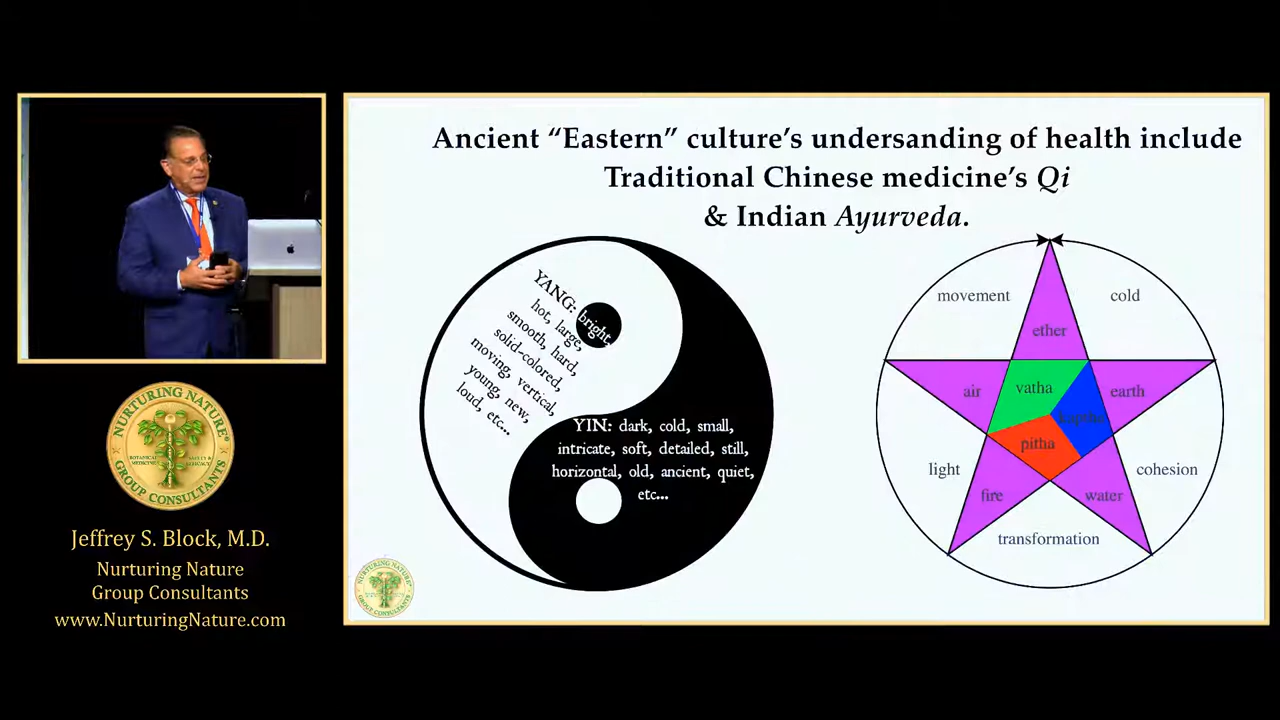 Ancient “Eastern” culture’s undersanding of health include
Traditional Chinese medicine’s Qi
& Indian Ayurveda.
YANG: bright,
hot, large,
smooth, hard,
solid-colored,
moving, vertical,
young, new,
loud, etc...
YIN: dark, cold, small,
intricate, soft, detailed, still,
horizontal, old, ancient, quiet,
etc...
movement
cold
ether
air
vatha
earth
pitha
light
cohesion
fire
water
transformation
NURTURING NATURE
GROUP CONSULTANTS
Jeffrey S. Block, M.D.
Nurturing Nature
Group Consultants
www.NurturingNature.com